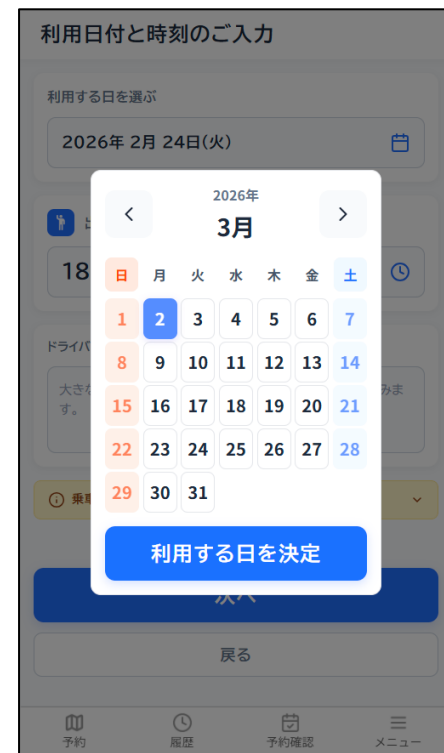 利用日付と時刻のご入力
利用する日を選ぶ
2026年 2月 24日(火)
2026年
3月
18
日 月 火 水 木 金 土
1 2 3 4 5 6 7
ドライバ
8 9 10 11 12 13 14
大きな
みま
す。
15 16 17 18 19 20 21
22 23 24 25 26 27 28
29 30 31
乗車
利用する日を決定
次へ
戻る
予約 履歴 予約確認 メニュー